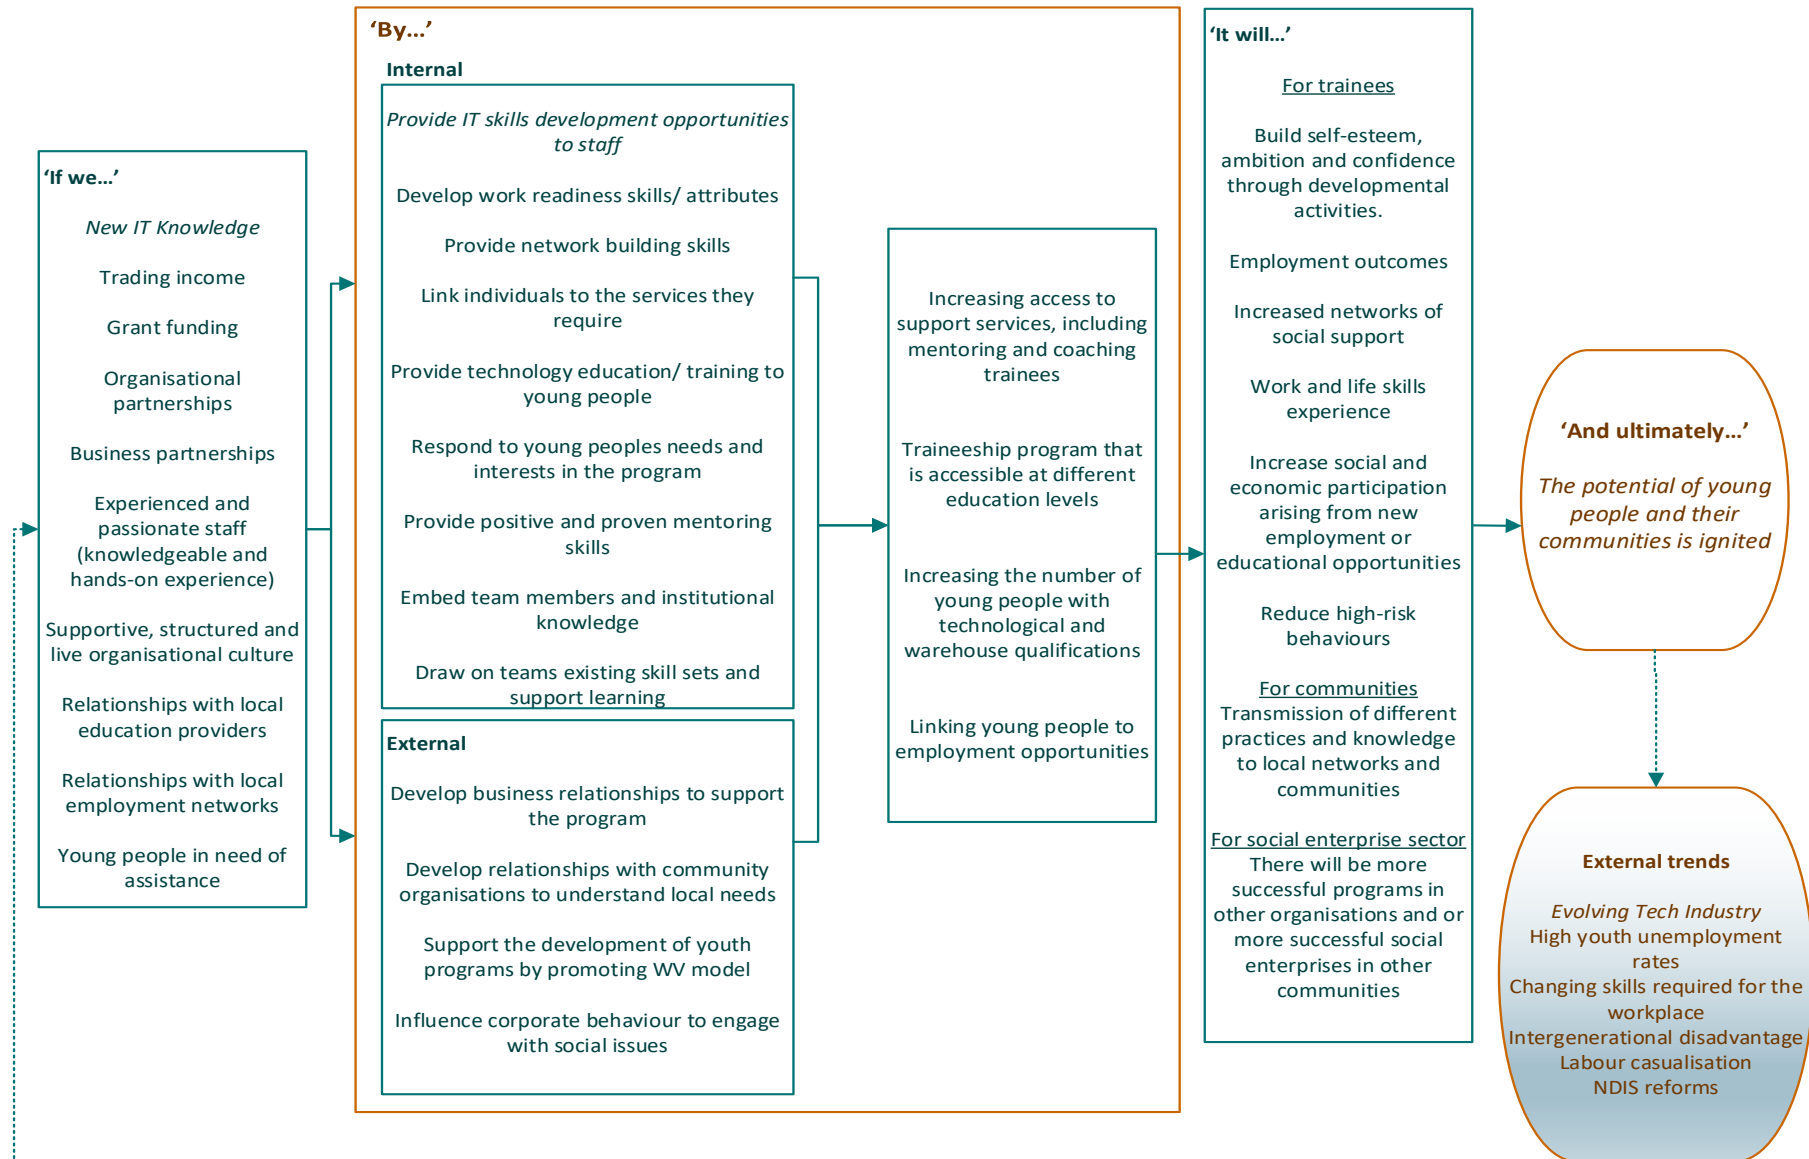 ‘If we...’
New IT Knowledge
Trading income
Grant funding
Organisational
partnerships
Business partnerships
Experienced and
passionate staff
(knowledgeable and
hands-on experience)
Supportive, structured and
live organisational culture
Relationships with local
education providers
Relationships with local
employment networks
Young people in need of
assistance
‘By...’
Internal
Provide IT skills development opportunities
to staff
Develop work readiness skills/ attributes
Provide network building skills
Link individuals to the services they
require
Provide technology education/ training to
young people
Respond to young peoples needs and
interests in the program
Provide positive and proven mentoring
skills
Embed team members and institutional
knowledge
Draw on teams existing skill sets and
support learning
External
Develop business relationships to support
the program
Develop relationships with community
organisations to understand local needs
Support the development of youth
programs by promoting WV model
Influence corporate behaviour to engage
with social issues
Increasing access to
support services, including
mentoring and coaching
trainees
Traineeship program that
is accessible at different
education levels
Increasing the number of
young people with
technological and
warehouse qualifications
Linking young people to
employment opportunities
‘It will...’
For trainees
Build self-esteem,
ambition and confidence
through developmental
activities.
Employment outcomes
Increased networks of
social support
Work and life skills
experience
Increase social and
economic participation
arising from new
employment or
educational opportunities
Reduce high-risk
behaviours
For communities
Transmission of different
practices and knowledge
to local networks and
communities
For social enterprise sector
There will be more
successful programs in
other organisations and or
more successful social
enterprises in other
communities
‘And ultimately...’
The potential of young
people and their
communities is ignited
External trends
Evolving Tech Industry
High youth unemployment
rates
Changing skills required for the
workplace
Intergenerational disadvantage
Labour casualisation
NDIS reforms